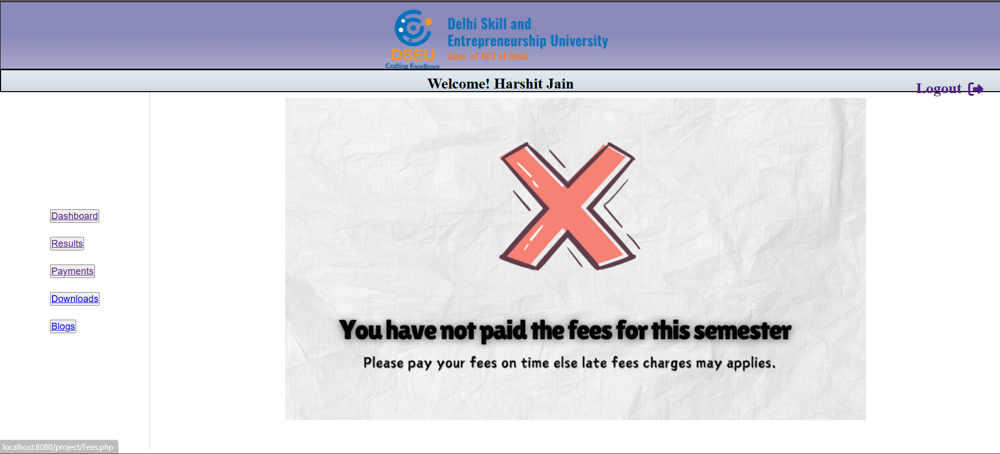 Delhi Skill and
Entrepreneurship University
Govt. of NCT of Delhi
DSEU
Crafting Excellence
Welcome! Harshit Jain
Logout
Dashboard
Results
Payments
Downloads
Blogs
You have not paid the fees for this semester
Please pay your fees on time else late fees charges may applies.
localhost:8080/project/Fees.php